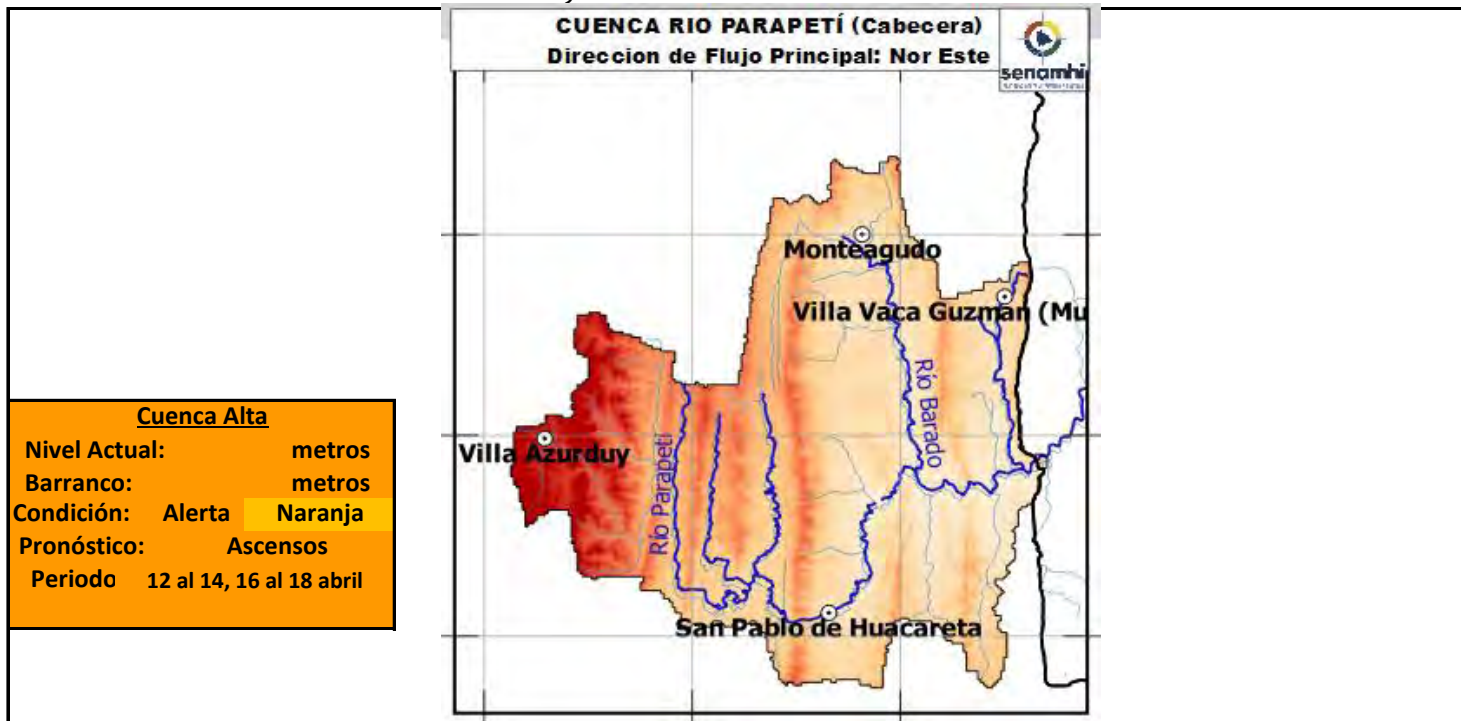 CUENCA RIO PARAPETÍ (Cabecera)
Direccion de Flujo Principal: Nor Este
senamhi
Monteagudo
Villa Vaca Guzmán (Mu
Río Barado
Villa Azurduy
Río Parapetí
San Pablo de Huacareta
Cuenca Alta
Nivel Actual: metros
Barranco: metros
Condición: Alerta Naranja
Pronóstico: Ascensos
Periodo 12 al 14, 16 al 18 abril